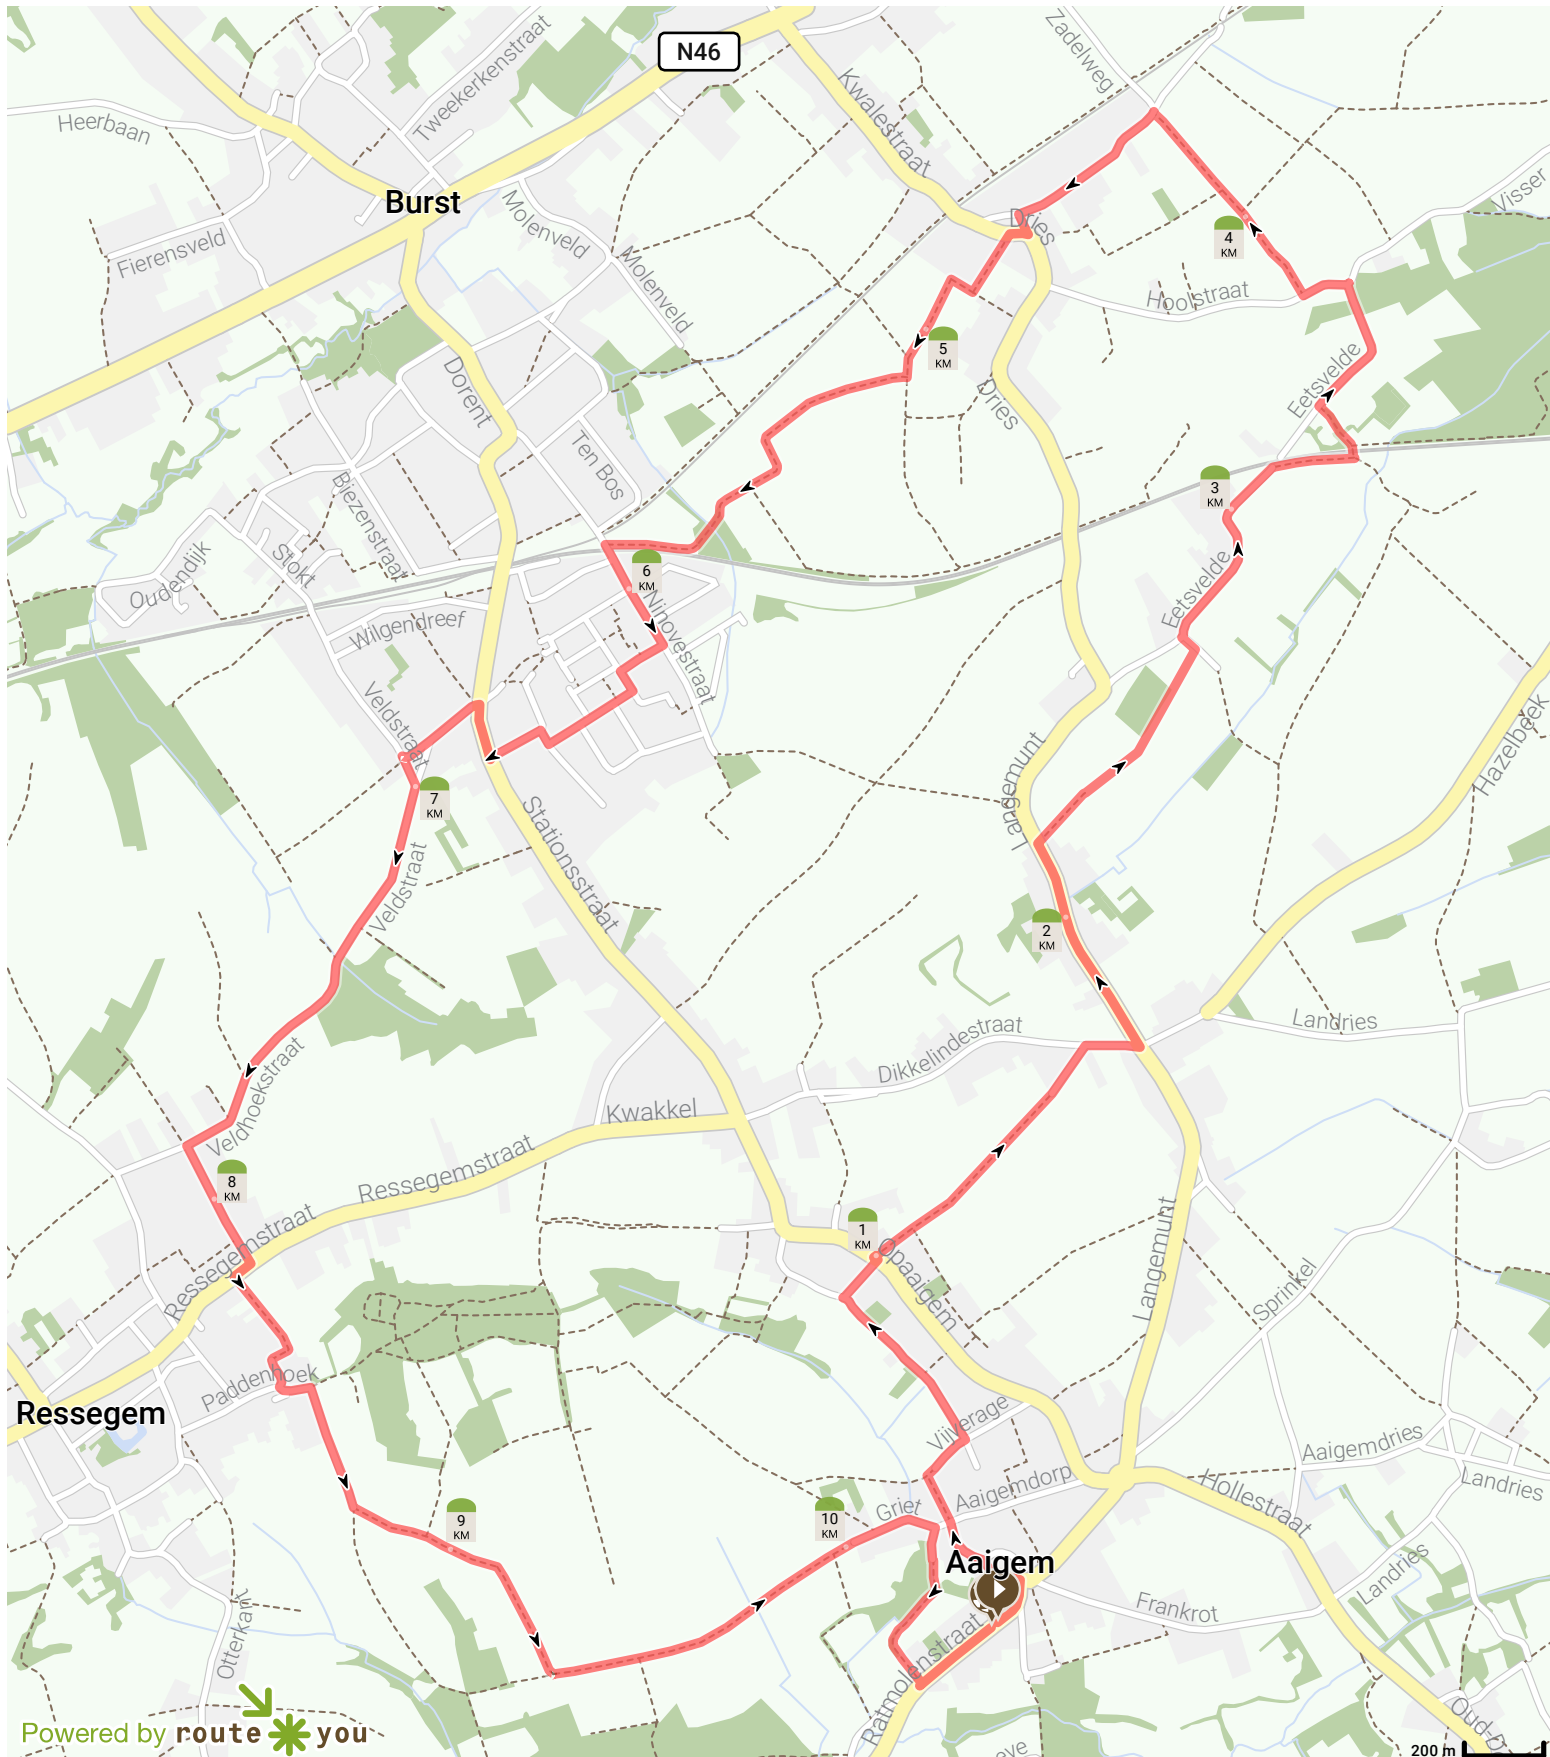 Zadelweg
Tweekerkenstraat
N46
Kwalestraat
Heerbaan
Visser
Burst
Molenveld
Dries
4
KM
Fierensveld
Molenveld
Hoolstraat
5
KM
Eetsvelde
Dorent
Dries
Ten Bos
3
KM
Biezenstraat
Oudendijk
Stokt
6
KM
Eetsvelde
Wilgendreef
Ninovestraat
Veldstraat
Hazelbeek
Langemunt
7
KM
Stationsstraat
Veldstraat
2
KM
Landries
Dikkelindestraat
Veldhoekstraat
Kwakkel
Ressegemstraat
8
KM
1
KM
Ressegemstraat
Opaaigem
Langemunt
Sprinkel
Paddenhoek
Ressegem
Vijverage
Aaigemdries
Landries
Aaigemdorp
Hollestraat
9
KM
10
KM
Griet
Aaigem
Landries
Frankrot
Otterkant
Ratmolenstraat
Oud-D
Powered by route you
eve
200 m